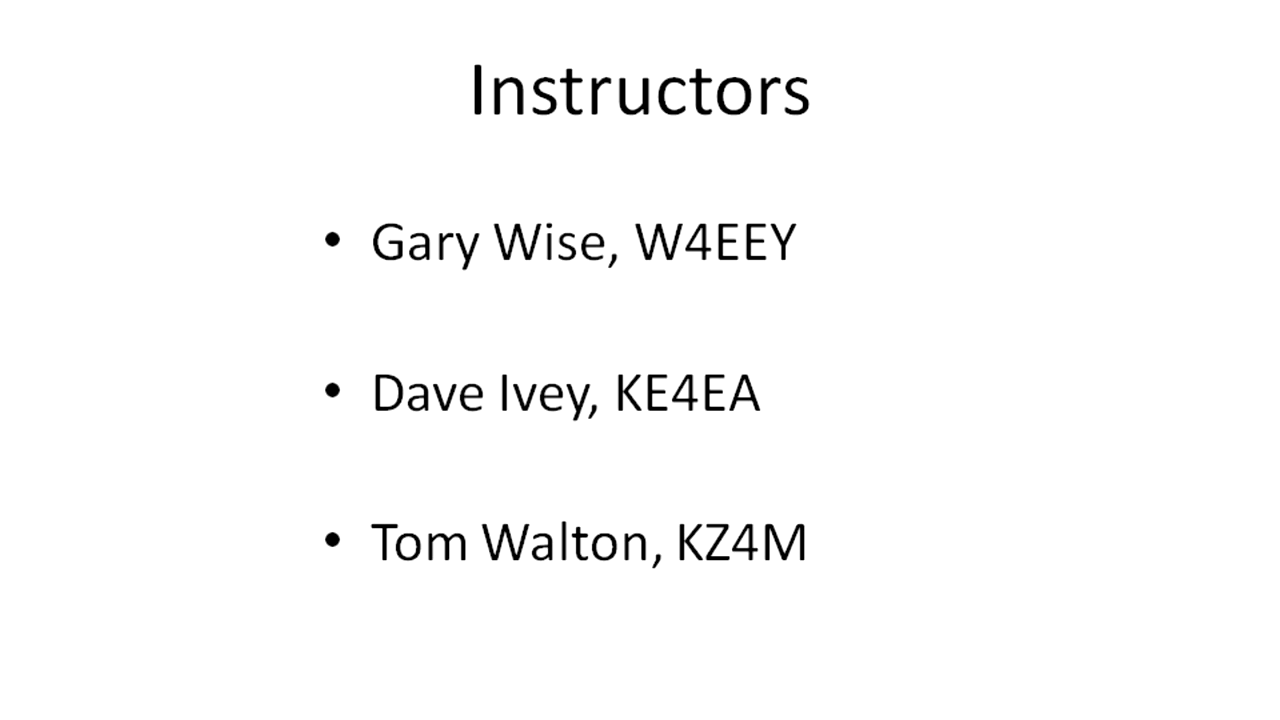 Instructors
• Gary Wise, W4EEY
• Dave Ivey, KE4EA
• Tom Walton, KZ4M